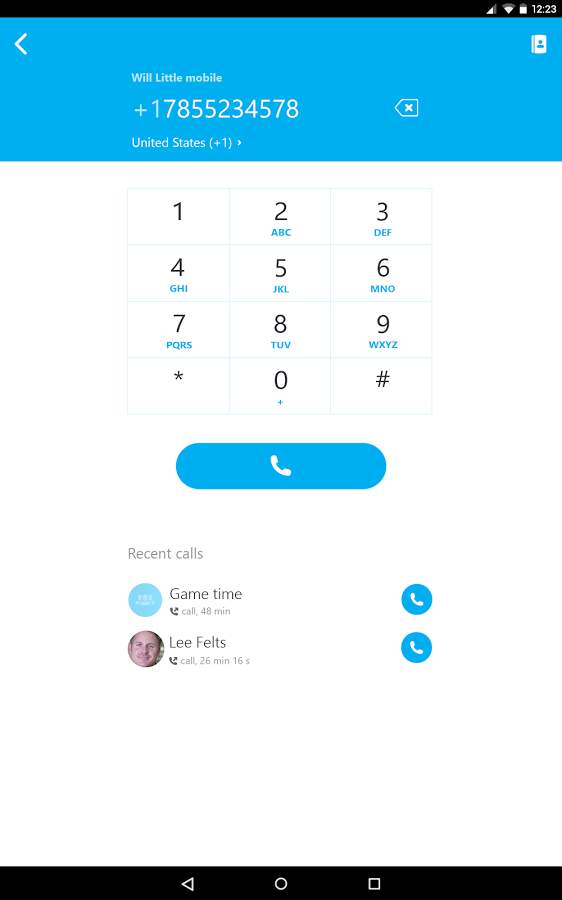 12:23
Will Little mobile
+17855234578
United States (+1) ›
1
2
ABC
3
DEF
4
GHI
5
JKL
6
MNO
7
PQRS
8
TUV
9
WXYZ
*
0
+
#
Recent calls
Game time
call, 48 min
Lee Felts
call, 26 min 16 s